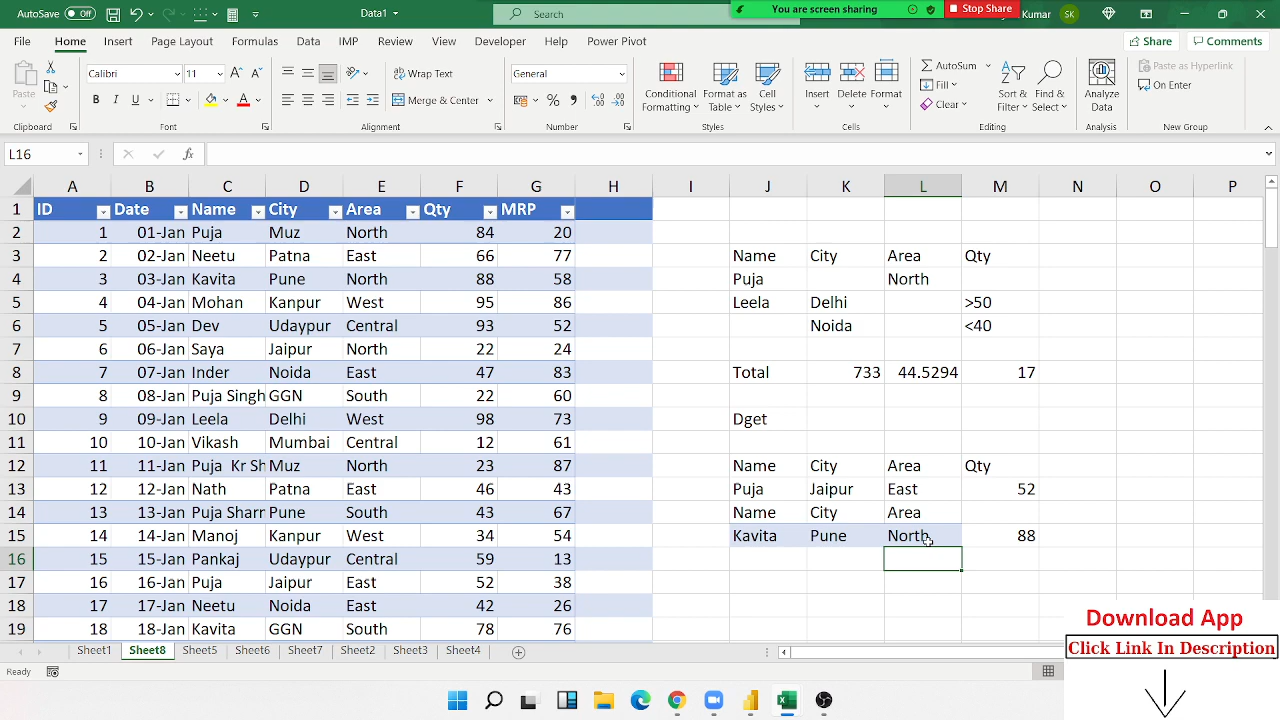 AutoSave Off Data Search You are screen sharing Stop Share Kumar SK
File Home Insert Page Layout Formulas Data IMP Review View Developer Help Power Pivot Share Comments
Paste Calibri 11 A A Wrap Text General Conditional Format as Cell Insert Delete Format AutoSum Sort & Find & Analyze Paste as Hyperlink
B I U A Merge & Center % Formatting Table Styles Fill Filter Select Data On Enter
Clear
Clipboard Font Alignment Number Styles Cells Editing Analysis New Group
L16 fx
A B C D E F G H I J K L M N O P
1 ID Date Name City Area Qty MRP
2 1 01-Jan Puja Muz North 84 20
3 2 02-Jan Neetu Patna East 66 77 Name City Area Qty
4 3 03-Jan Kavita Pune North 88 58 Puja North
5 4 04-Jan Mohan Kanpur West 95 86 Leela Delhi >50
6 5 05-Jan Dev Udaypur Central 93 52 Noida <40
7 6 06-Jan Saya Jaipur North 22 24
8 7 07-Jan Inder Noida East 47 83 Total 733 44.5294 17
9 8 08-Jan Puja Singh GGN South 22 60
10 9 09-Jan Leela Delhi West 98 73 Dget
11 10 10-Jan Vikash Mumbai Central 12 61
12 11 11-Jan Puja Kr Sh Muz North 23 87 Name City Area Qty
13 12 12-Jan Nath Patna East 46 43 Puja Jaipur East 52
14 13 13-Jan Puja Sharr Pune South 43 67 Name City Area
15 14 14-Jan Manoj Kanpur West 34 54 Kavita Pune North 88
16 15 15-Jan Pankaj Udaypur Central 59 13
17 16 16-Jan Puja Jaipur East 52 38
18 17 17-Jan Neetu Noida East 42 26
19 18 18-Jan Kavita GGN South 78 76
Download App
Click Link In Description
Sheet1 Sheet8 Sheet5 Sheet6 Sheet7 Sheet2 Sheet3 Sheet4
Ready